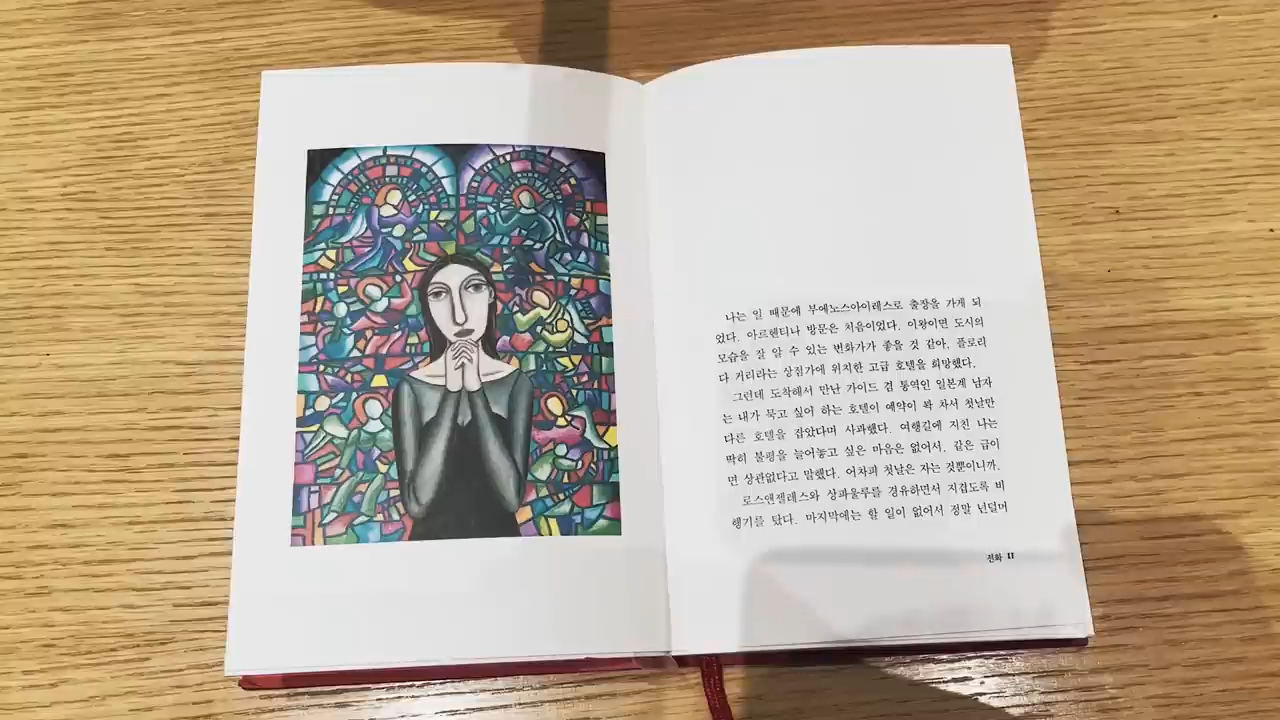 나는 일 때문에 부에노스아이레스로 출장을 가게 되
었다. 아르헨티나 방문은 처음이었다. 이왕이면 도시의
모습을 잘 알 수 있는 번화가가 좋을 것 같아, 플로리
다 거리라는 상점가에 위치한 고급 호텔을 희망했다.
그런데 도착해서 만난 가이드 겸 통역인 일본계 남자
는 내가 묵고 싶어 하는 호텔이 예약이 꽉 차서 첫날만
다른 호텔을 잡았다며 사과했다. 여행길에 지친 나는
딱히 불평을 늘어놓고 싶은 마음은 없어서, 같은 급이
면 상관없다고 말했다. 어차피 첫날은 자는 것뿐이니까.
로스앤젤레스와 상파울루를 경유하면서 지겹도록 비
행기를 탔다. 마지막에는 할 일이 없어서 정말 넌덜머
전화 11